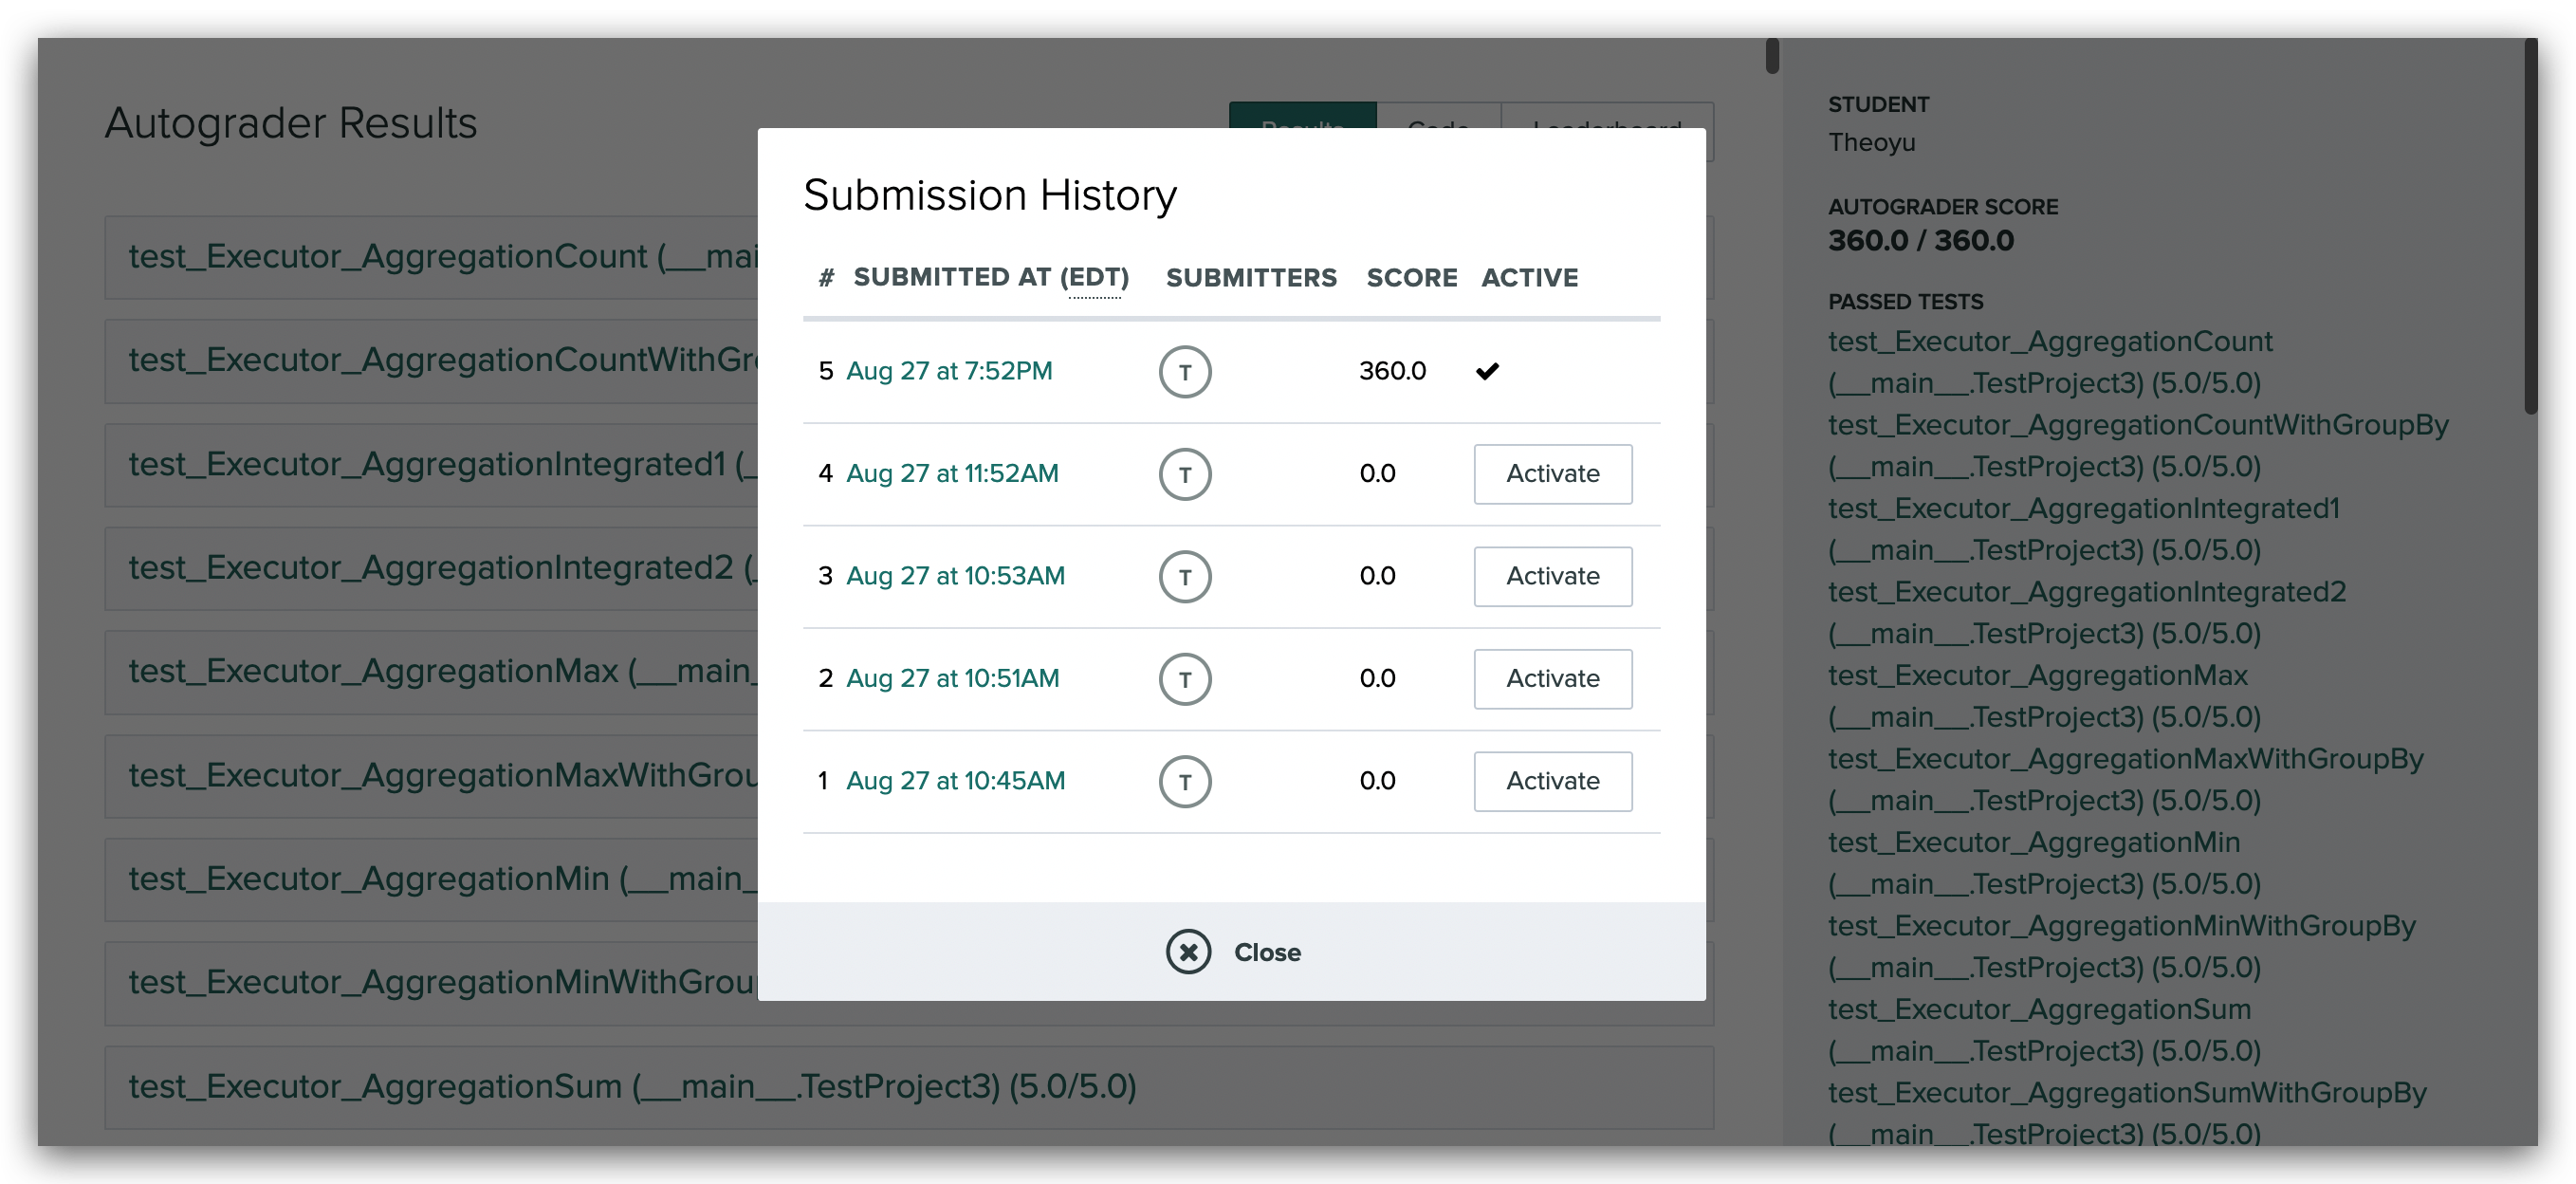 Autograder Results
Results Code Leaderboard
test_Executor_AggregationCount (__mai
test_Executor_AggregationCountWithGr
test_Executor_AggregationIntegrated1 (_
test_Executor_AggregationIntegrated2 (_
test_Executor_AggregationMax (__main_
test_Executor_AggregationMaxWithGrou
test_Executor_AggregationMin (__main_
test_Executor_AggregationMinWithGrou
test_Executor_AggregationSum (__main__.TestProject3) (5.0/5.0)
Submission History
# SUBMITTED AT (EDT) SUBMITTERS SCORE ACTIVE
5 Aug 27 at 7:52PM T 360.0 ✔
4 Aug 27 at 11:52AM T 0.0 Activate
3 Aug 27 at 10:53AM T 0.0 Activate
2 Aug 27 at 10:51AM T 0.0 Activate
1 Aug 27 at 10:45AM T 0.0 Activate
Close
STUDENT
Theoyu
AUTOGRADER SCORE
360.0 / 360.0
PASSED TESTS
test_Executor_AggregationCount
(__main__.TestProject3) (5.0/5.0)
test_Executor_AggregationCountWithGroupBy
(__main__.TestProject3) (5.0/5.0)
test_Executor_AggregationIntegrated1
(__main__.TestProject3) (5.0/5.0)
test_Executor_AggregationIntegrated2
(__main__.TestProject3) (5.0/5.0)
test_Executor_AggregationMax
(__main__.TestProject3) (5.0/5.0)
test_Executor_AggregationMaxWithGroupBy
(__main__.TestProject3) (5.0/5.0)
test_Executor_AggregationMin
(__main__.TestProject3) (5.0/5.0)
test_Executor_AggregationMinWithGroupBy
(__main__.TestProject3) (5.0/5.0)
test_Executor_AggregationSum
(__main__.TestProject3) (5.0/5.0)
test_Executor_AggregationSumWithGroupBy
(__main__.TestProject3) (5.0/5.0)